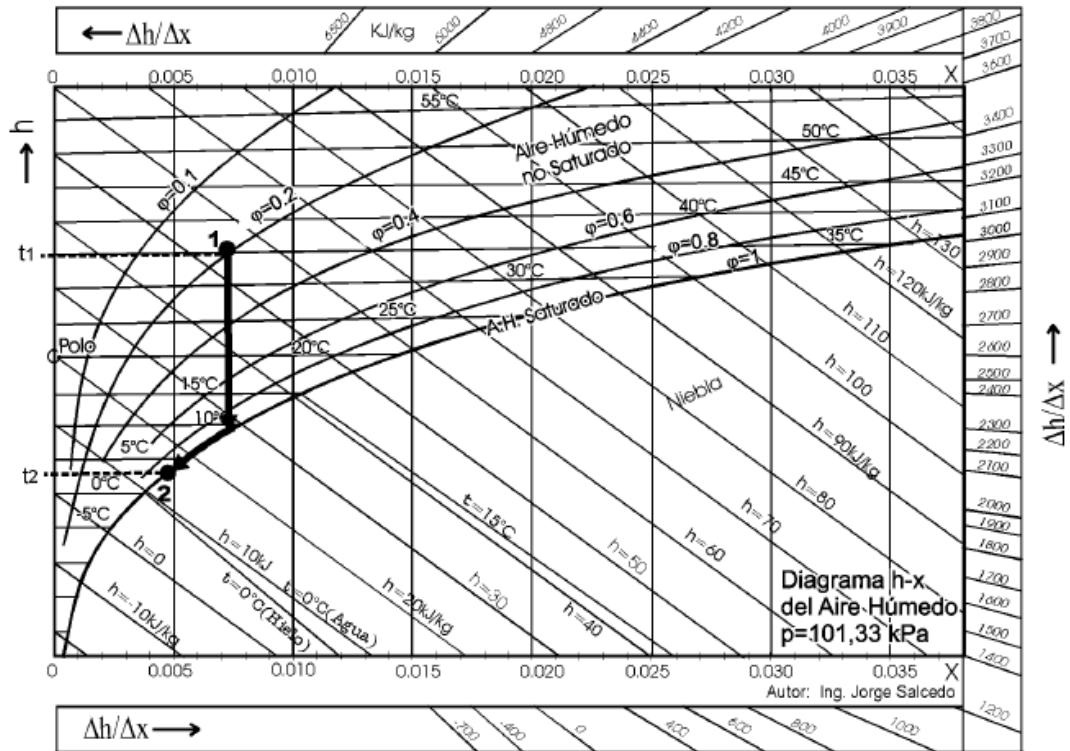 ←Δh/Δx
6500
KJ/kg
6000
5000
4800
4400
4200
4000
3900
3800
3700
3600
0
0.005
0.010
0.015
0.020
0.025
0.030
0.035
X
h
55°C
Aire Húmedo
nô Saturado
50°C
45°C
40°C
35°C
30°C
25°C
20°C
15°C
10°
5°C
0°C
-5°C
φ=0.1
φ=0.2
φ=0.4
φ=0.6
φ=0.8
φ=1
A.H. Saturado
t1
1
Polo
t2
2
Niebla
h=130
h=120kJ/kg
h=110
h=100
h=90kJ/kg
h=80
h=70
h=60
h=50
h=40
h=30
h=20kJ/kg
h=10kJ
h=0
h=-10kJ/kg
t=15°C
t=0°C(Agua)
t=0°C(Hielo)
3400
3300
3200
3100
3000
2900
2800
2700
2600
2500
2400
2300
2200
2100
2000
1900
1800
1700
1600
1500
1400
1200
Δh/Δx →
Diagrama h-x
del Aire Húmedo
p=101,33 kPa
0
0.005
0.010
0.015
0.020
0.025
0.030
0.035
X
Autor: Ing. Jorge Salcedo
Δh/Δx →
-700
-400
0
400
600
800
1000